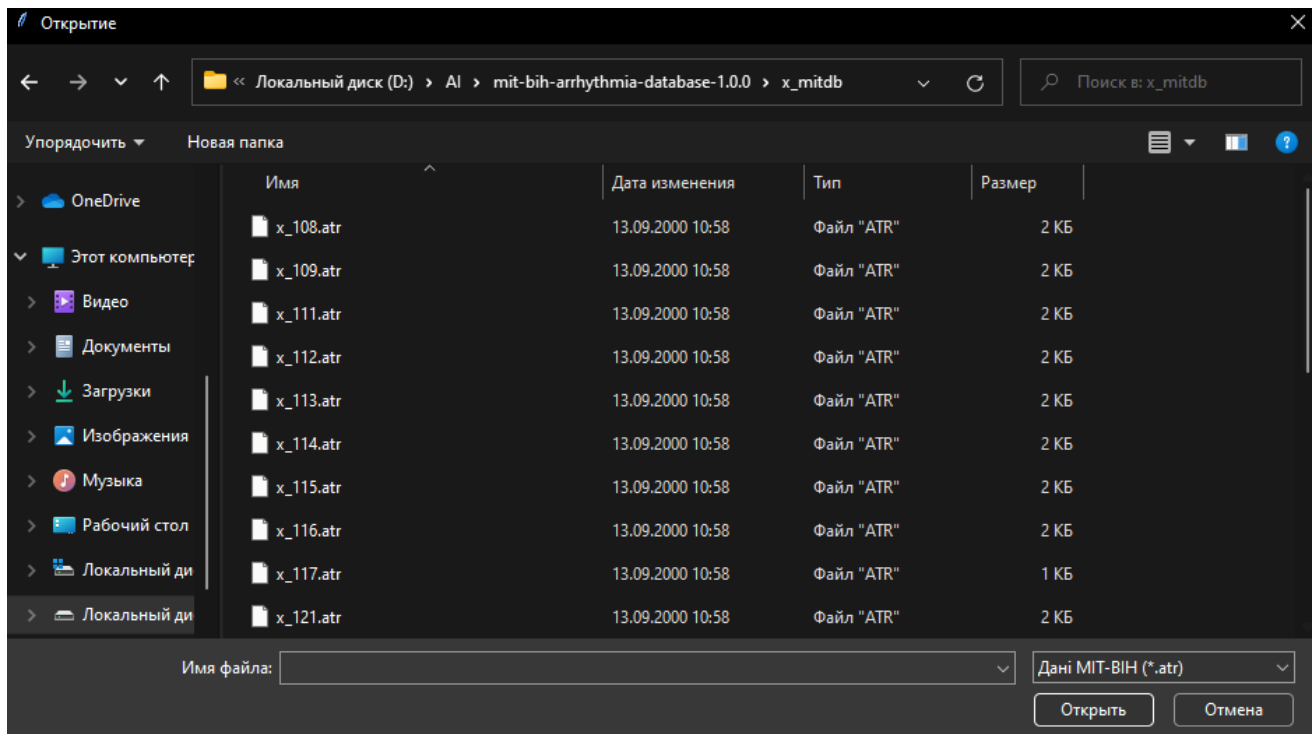 Открытие
« Локальный диск (D:) › AI › mit-bih-arrhythmia-database-1.0.0 › x_mitdb
Поиск в: x_mitdb
Упорядочить Новая папка
?
Имя Дата изменения Тип Размер
OneDrive
Этот компьютер
Видео
Документы
Загрузки
Изображения
Музыка
Рабочий стол
Локальный ди
Локальный ди
x_108.atr 13.09.2000 10:58 Файл "ATR" 2 КБ
x_109.atr 13.09.2000 10:58 Файл "ATR" 2 КБ
x_111.atr 13.09.2000 10:58 Файл "ATR" 2 КБ
x_112.atr 13.09.2000 10:58 Файл "ATR" 2 КБ
x_113.atr 13.09.2000 10:58 Файл "ATR" 2 КБ
x_114.atr 13.09.2000 10:58 Файл "ATR" 2 КБ
x_115.atr 13.09.2000 10:58 Файл "ATR" 2 КБ
x_116.atr 13.09.2000 10:58 Файл "ATR" 2 КБ
x_117.atr 13.09.2000 10:58 Файл "ATR" 1 КБ
x_121.atr 13.09.2000 10:58 Файл "ATR" 2 КБ
Имя файла:
Дані MIT-BIH (*.atr)
Открыть Отмена